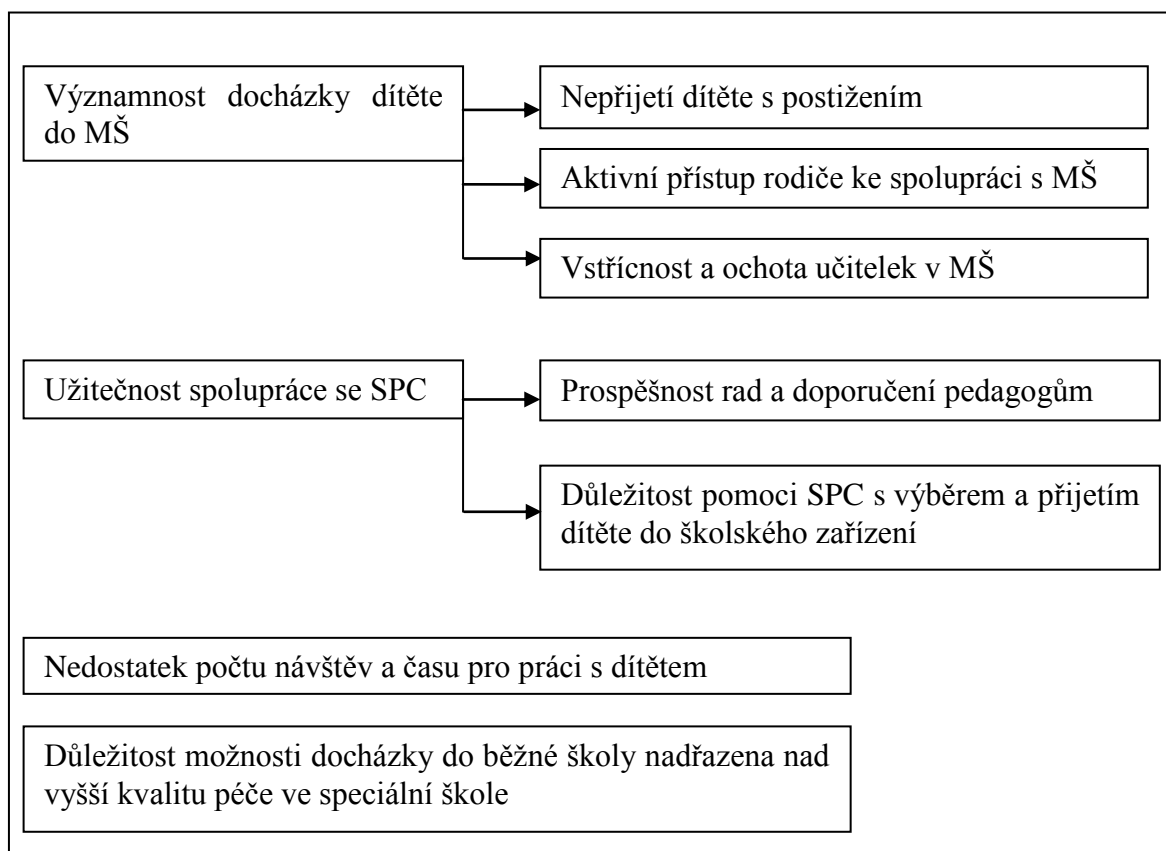 Významnost docházky dítěte
do MŠ
Nepřijetí dítěte s postižením
Aktivní přístup rodiče ke spolupráci s MŠ
Vstřícnost a ochota učitelek v MŠ
Užitečnost spolupráce se SPC
Prospěšnost rad a doporučení pedagogům
Důležitost pomoci SPC s výběrem a přijetím
dítěte do školského zařízení
Nedostatek počtu návštěv a času pro práci s dítětem
Důležitost možnosti docházky do běžné školy nadřazena nad
vyšší kvalitu péče ve speciální škole